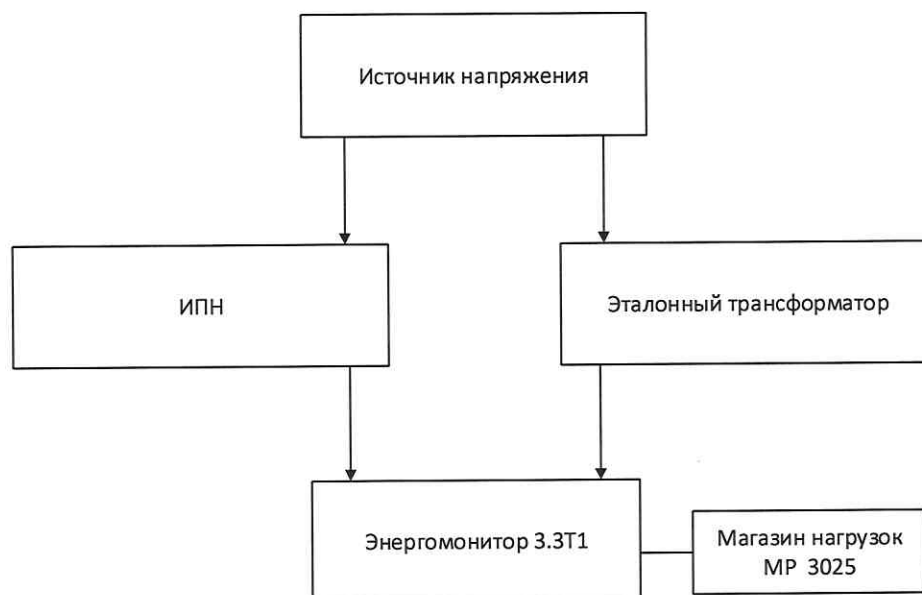 Источник напряжения
ИПН
Эталонный трансформатор
Энергомонитор 3.3Т1
Магазин нагрузок
МР 3025